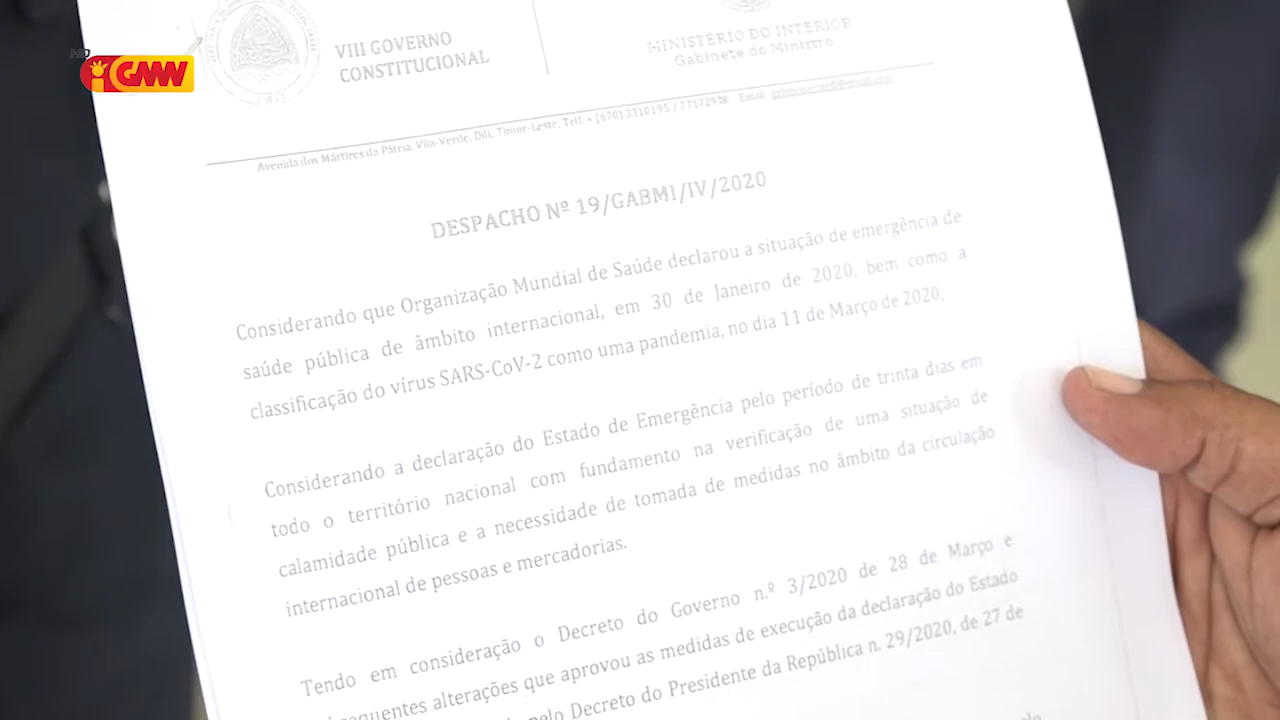 HD
GMN
VIII GOVERNO
CONSTITUCIONAL
MINISTÉRIO DO INTERIOR
Gabinete do Ministro
Avenida dos Mártires da Pátria, Vila-Verde, Dili, Timor-Leste, Telf. + (670) 3310195 / 77172938 Email:
DESPACHO Nº 19/GABMI/IV/2020
Considerando que Organização Mundial de Saúde declarou a situação de emergência de
saúde pública de âmbito internacional, em 30 de Janeiro de 2020, bem como a
classificação do vírus SARS-CoV-2 como uma pandemia, no dia 11 de Março de 2020,
Considerando a declaração do Estado de Emergência pelo período de trinta dias em
todo o território nacional com fundamento na verificação de uma situação de
calamidade pública e a necessidade de tomada de medidas no âmbito da circulação
internacional de pessoas e mercadorias.
Tendo em consideração o Decreto do Governo n.º 3/2020 de 28 de Março e
alterações que aprovou as medidas de execução da declaração do Estado
pelo Decreto do Presidente da República n. 29/2020, de 27 de